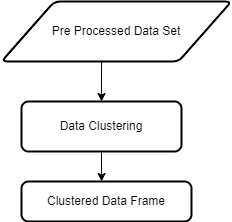 Pre Processed Data Set
Data Clustering
Clustered Data Frame